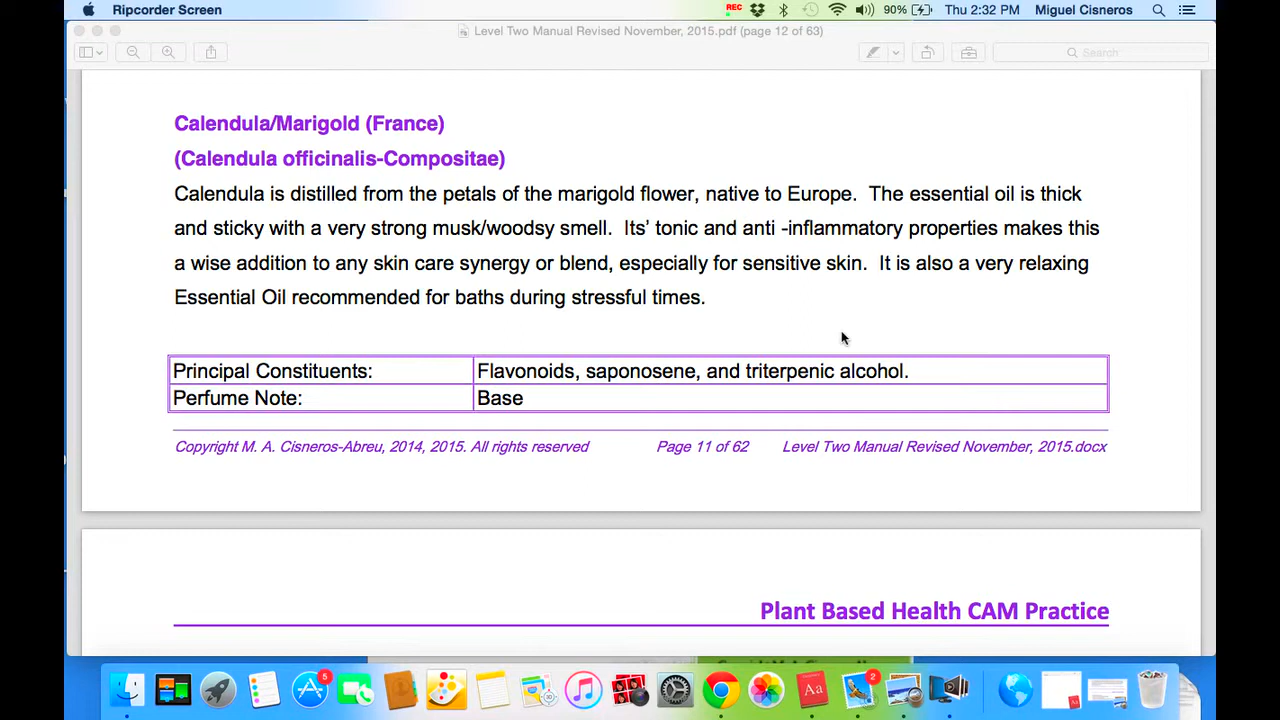 Ripcorder Screen
REC
90%
Thu 2:32 PM
Miguel Cisneros
Level Two Manual Revised November, 2015.pdf (page 12 of 63)
Search
Calendula/Marigold (France)
(Calendula officinalis-Compositae)
Calendula is distilled from the petals of the marigold flower, native to Europe.  The essential oil is thick
and sticky with a very strong musk/woodsy smell.  Its’ tonic and anti -inflammatory properties makes this
a wise addition to any skin care synergy or blend, especially for sensitive skin.  It is also a very relaxing
Essential Oil recommended for baths during stressful times.
Principal Constituents: Flavonoids, saponosene, and triterpenic alcohol.
Perfume Note: Base
Copyright M. A. Cisneros-Abreu, 2014, 2015. All rights reserved Page 11 of 62 Level Two Manual Revised November, 2015.docx
Plant Based Health CAM Practice
5
Aa
2